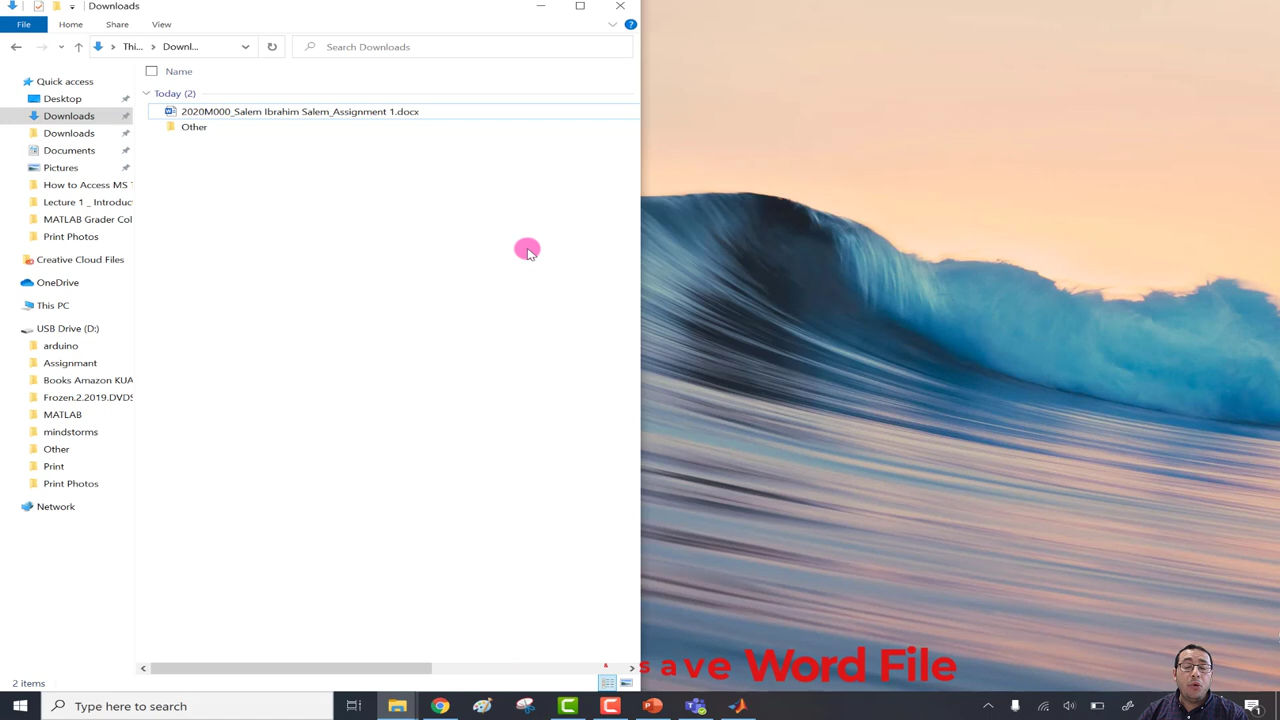 Downloads
File Home Share View
Thi... Downl... Search Downloads
Name
Today (2)
2020M000_Salem Ibrahim Salem_Assignment 1.docx
Other
Quick access
Desktop
Downloads
Downloads
Documents
Pictures
How to Access MS T
Lecture 1 _ Introduc
MATLAB Grader Col
Print Photos
Creative Cloud Files
OneDrive
This PC
USB Drive (D:)
arduino
Assignmant
Books Amazon KUA
Frozen.2.2019.DVDS
MATLAB
mindstorms
Other
Print
Print Photos
Network
2 items
save Word File
Type here to search